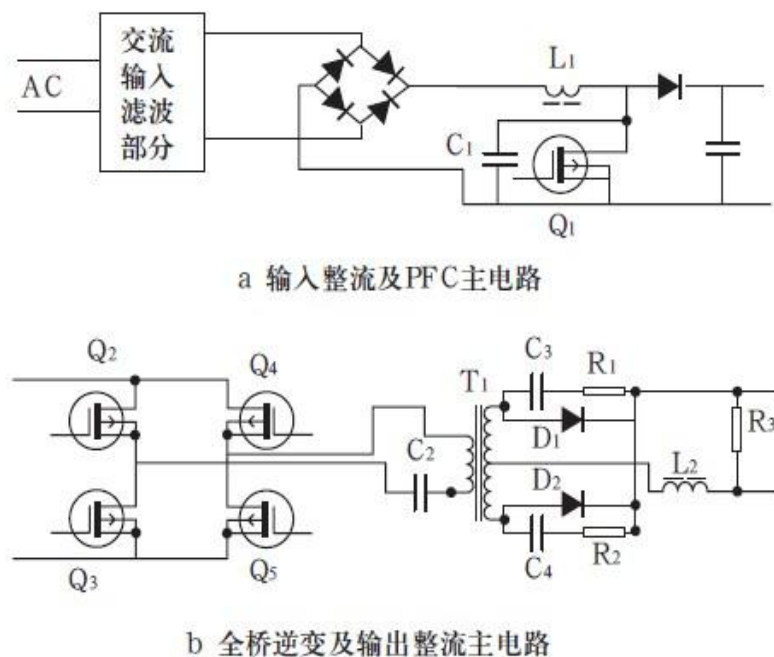 交流
输入
滤波
部分
AC
L1
C1
Q1
a 输入整流及PFC主电路
Q2
Q4
C3
R1
T1
D1
R3
C2
D2
L2
Q3
Q5
C4
R2
b 全桥逆变及输出整流主电路